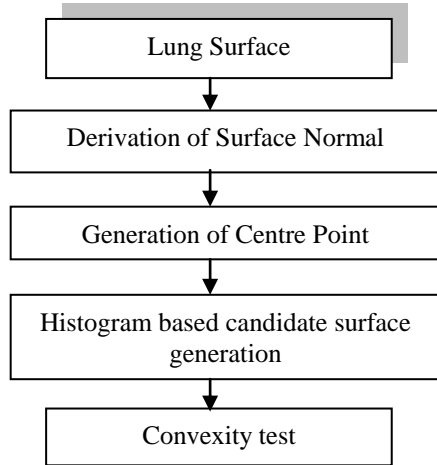 Lung Surface
Derivation of Surface Normal
Generation of Centre Point
Histogram based candidate surface
generation
Convexity test